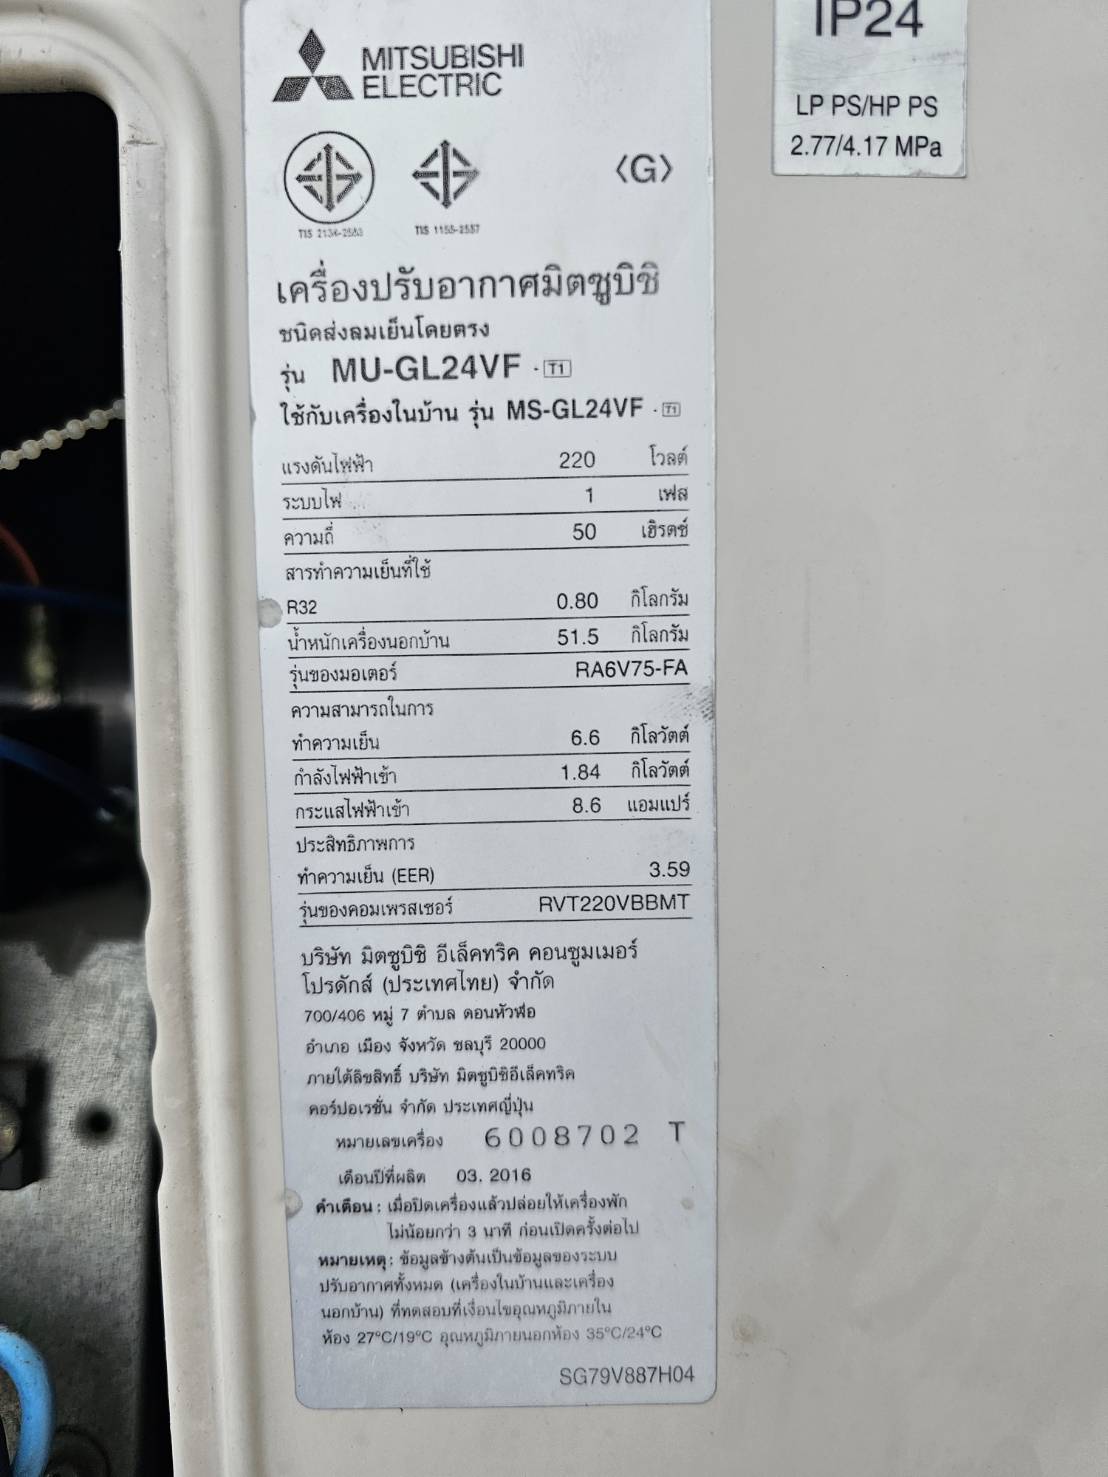 MITSUBISHI
ELECTRIC
IP24
LP PS/HP PS
2.77/4.17 MPa
TIS 2134-2553
TIS 1155-2557
〈G〉
เครื่องปรับอากาศมิตซูบิชิ
ชนิดส่งลมเย็นโดยตรง
รุ่น MU-GL24VF - T1
ใช้กับเครื่องในบ้าน รุ่น MS-GL24VF - T1
แรงดันไฟฟ้า 220 โวลต์
ระบบไฟ 1 เฟส
ความถี่ 50 เฮิรตซ์
สารทำความเย็นที่ใช้
R32 0.80 กิโลกรัม
น้ำหนักเครื่องนอกบ้าน 51.5 กิโลกรัม
รุ่นของมอเตอร์ RA6V75-FA
ความสามารถในการ
ทำความเย็น 6.6 กิโลวัตต์
กำลังไฟฟ้าเข้า 1.84 กิโลวัตต์
กระแสไฟฟ้าเข้า 8.6 แอมแปร์
ประสิทธิภาพการ
ทำความเย็น (EER) 3.59
รุ่นของคอมเพรสเซอร์ RVT220VBBMT
บริษัท มิตซูบิชิ อีเล็คทริค คอนซูมเมอร์
โปรดักส์ (ประเทศไทย) จำกัด
700/406 หมู่ 7 ตำบล ดอนหัวฬ่อ
อำเภอ เมือง จังหวัด ชลบุรี 20000
ภายใต้ลิขสิทธิ์ บริษัท มิตซูบิชิอีเล็คทริค
คอร์ปอเรชั่น จำกัด ประเทศญี่ปุ่น
หมายเลขเครื่อง 6008702 T
เดือนปีที่ผลิต 03. 2016
คำเตือน : เมื่อปิดเครื่องแล้วปล่อยให้เครื่องพัก
ไม่น้อยกว่า 3 นาที ก่อนเปิดครั้งต่อไป
หมายเหตุ : ข้อมูลข้างต้นเป็นข้อมูลของระบบ
ปรับอากาศทั้งหมด (เครื่องในบ้านและเครื่อง
นอกบ้าน) ที่ทดสอบที่เงื่อนไขอุณหภูมิภายใน
ห้อง 27°C/19°C อุณหภูมิภายนอกห้อง 35°C/24°C
SG79V887H04